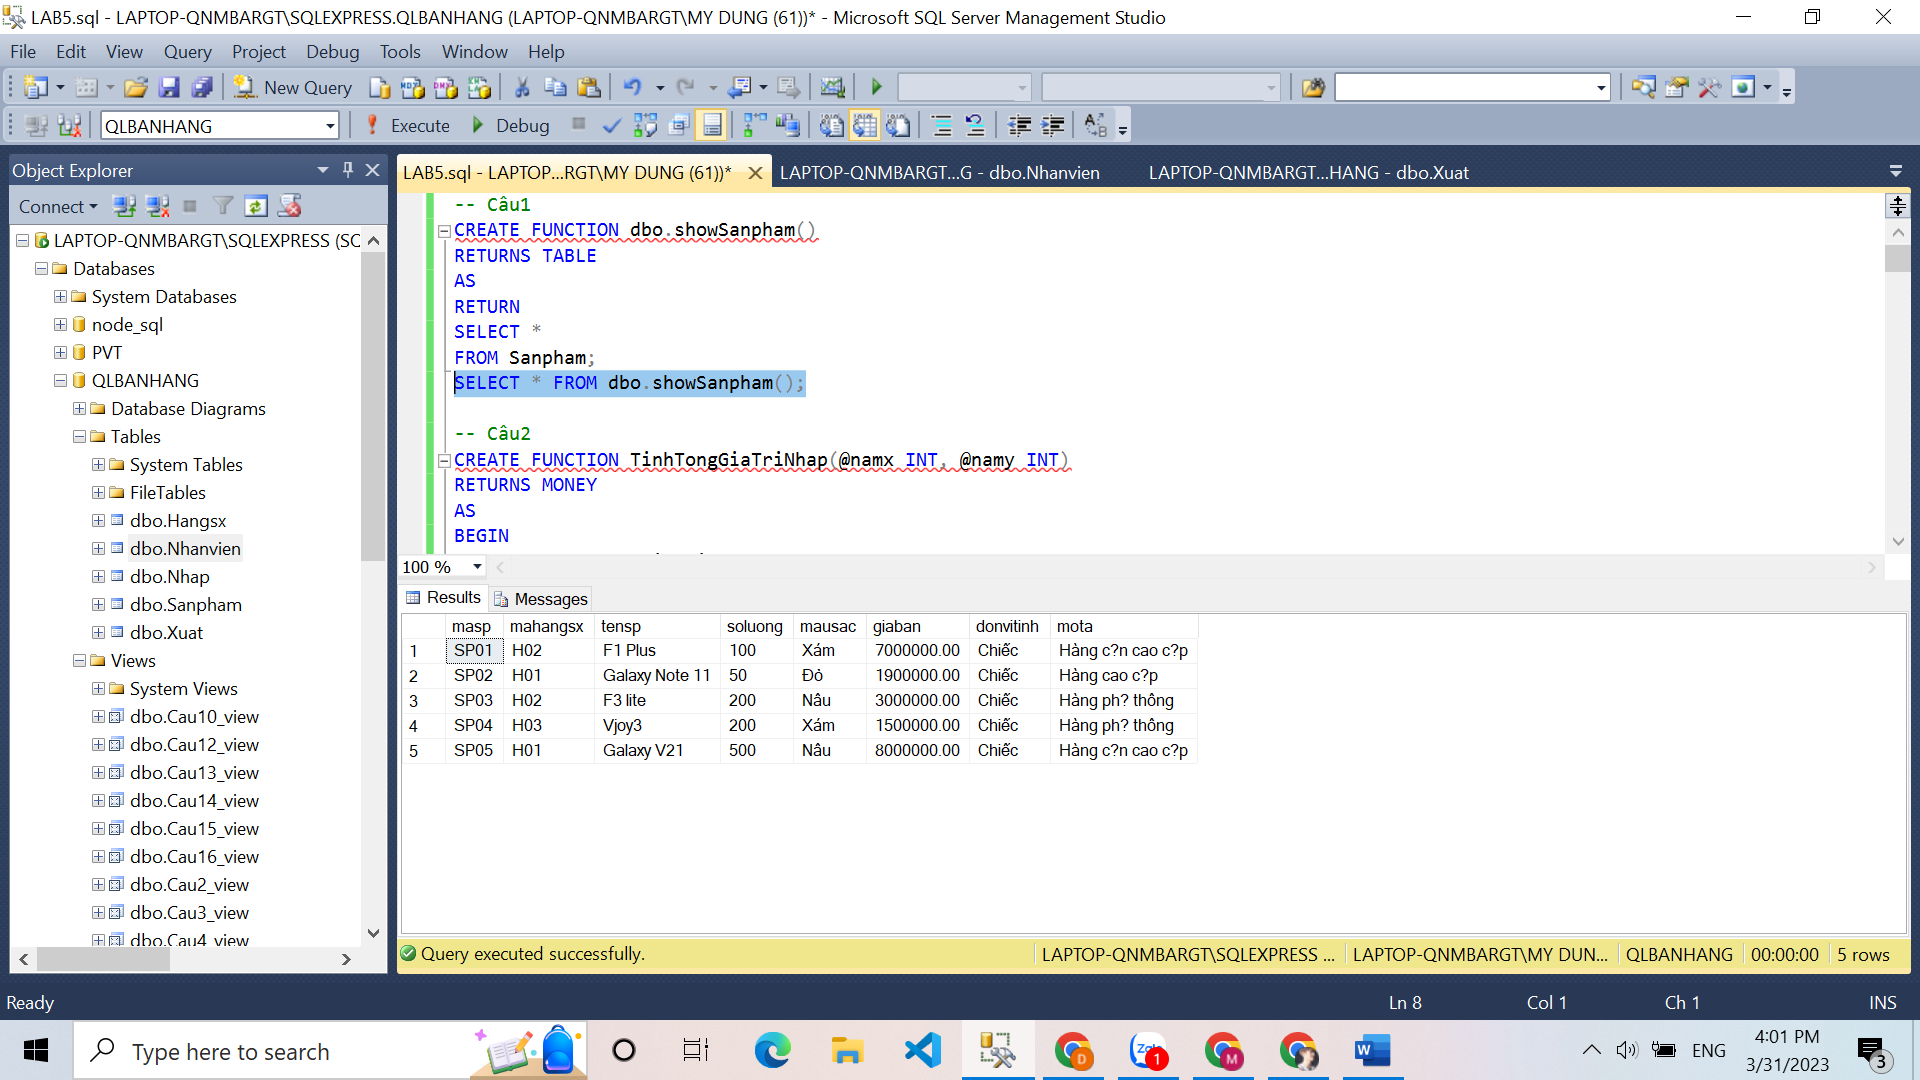 LAB5.sql - LAPTOP-QNMBARGT\SQLEXPRESS.QLBANHANG (LAPTOP-QNMBARGT\MY DUNG (61))* - Microsoft SQL Server Management Studio
File Edit View Query Project Debug Tools Window Help
New Query
QLBANHANG Execute Debug
Object Explorer
Connect
LAPTOP-QNMBARGT\SQLEXPRESS (SC
Databases
System Databases
node_sql
PVT
QLBANHANG
Database Diagrams
Tables
System Tables
FileTables
dbo.Hangsx
dbo.Nhanvien
dbo.Nhap
dbo.Sanpham
dbo.Xuat
Views
System Views
dbo.Cau10_view
dbo.Cau12_view
dbo.Cau13_view
dbo.Cau14_view
dbo.Cau15_view
dbo.Cau16_view
dbo.Cau2_view
dbo.Cau3_view
dbo.Cau4_view
LAB5.sql - LAPTOP...RGT\MY DUNG (61))* LAPTOP-QNMBARGT...G - dbo.Nhanvien LAPTOP-QNMBARGT...HANG - dbo.Xuat
-- Câu1
CREATE FUNCTION dbo.showSanpham()
RETURNS TABLE
AS
RETURN
SELECT *
FROM Sanpham;
SELECT * FROM dbo.showSanpham();
-- Câu2
CREATE FUNCTION TinhTongGiaTriNhap(@namx INT, @namy INT)
RETURNS MONEY
AS
BEGIN
100 %
Results Messages
masp mahangsx tensp soluong mausac giaban donvitinh mota
1 SP01 H02 F1 Plus 100 Xám 7000000.00 Chiếc Hàng c?n cao c?p
2 SP02 H01 Galaxy Note 11 50 Đỏ 1900000.00 Chiếc Hàng cao c?p
3 SP03 H02 F3 lite 200 Nâu 3000000.00 Chiếc Hàng ph? thông
4 SP04 H03 Vjoy3 200 Xám 1500000.00 Chiếc Hàng ph? thông
5 SP05 H01 Galaxy V21 500 Nâu 8000000.00 Chiếc Hàng c?n cao c?p
Query executed successfully. LAPTOP-QNMBARGT\SQLEXPRESS ... LAPTOP-QNMBARGT\MY DUN... QLBANHANG 00:00:00 5 rows
Ready Ln 8 Col 1 Ch 1 INS
Type here to search
Zalo 1
D
M
W
ENG
4:01 PM
3/31/2023
3